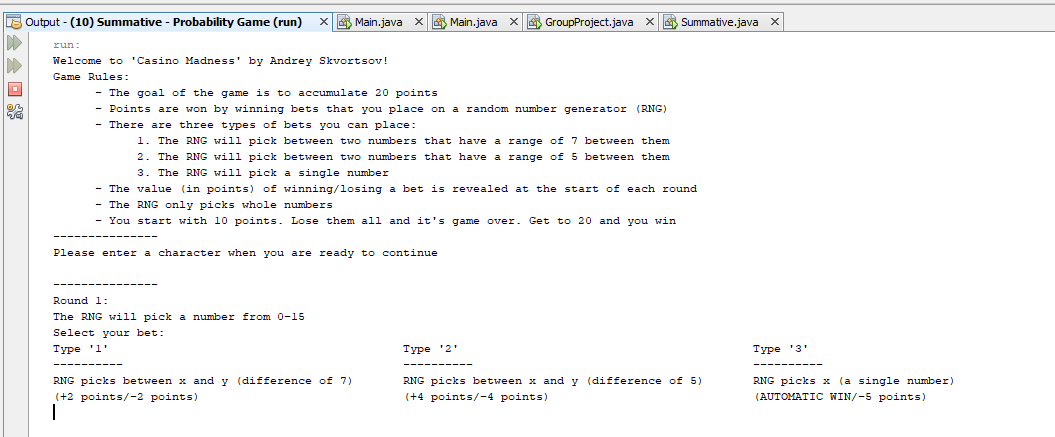 Output - (10) Summative - Probability Game (run) Main.java Main.java GroupProject.java Summative.java
run:
Welcome to 'Casino Madness' by Andrey Skvortsov!
Game Rules:
- The goal of the game is to accumulate 20 points
- Points are won by winning bets that you place on a random number generator (RNG)
- There are three types of bets you can place:
1. The RNG will pick between two numbers that have a range of 7 between them
2. The RNG will pick between two numbers that have a range of 5 between them
3. The RNG will pick a single number
- The value (in points) of winning/losing a bet is revealed at the start of each round
- The RNG only picks whole numbers
- You start with 10 points. Lose them all and it's game over. Get to 20 and you win
---------------
Please enter a character when you are ready to continue
---------------
Round 1:
The RNG will pick a number from 0-15
Select your bet:
Type '1' Type '2' Type '3'
---------- ---------- ----------
RNG picks between x and y (difference of 7) RNG picks between x and y (difference of 5) RNG picks x (a single number)
(+2 points/-2 points) (+4 points/-4 points) (AUTOMATIC WIN/-5 points)